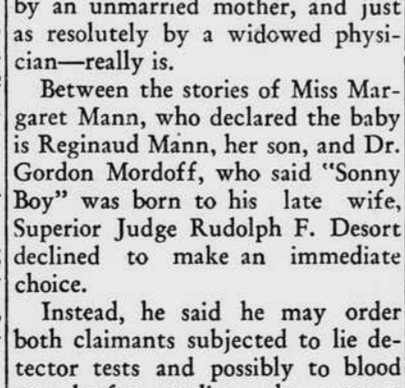 by an unmarried mother, and just
as resolutely by a widowed physi-
cian—really is.
Between the stories of Miss Mar-
garet Mann, who declared the baby
is Reginaud Mann, her son, and Dr.
Gordon Mordoff, who said "Sonny
Boy" was born to his late wife,
Superior Judge Rudolph F. Desort
declined to make an immediate
choice.
Instead, he said he may order
both claimants subjected to lie de-
tector tests and possibly to blood